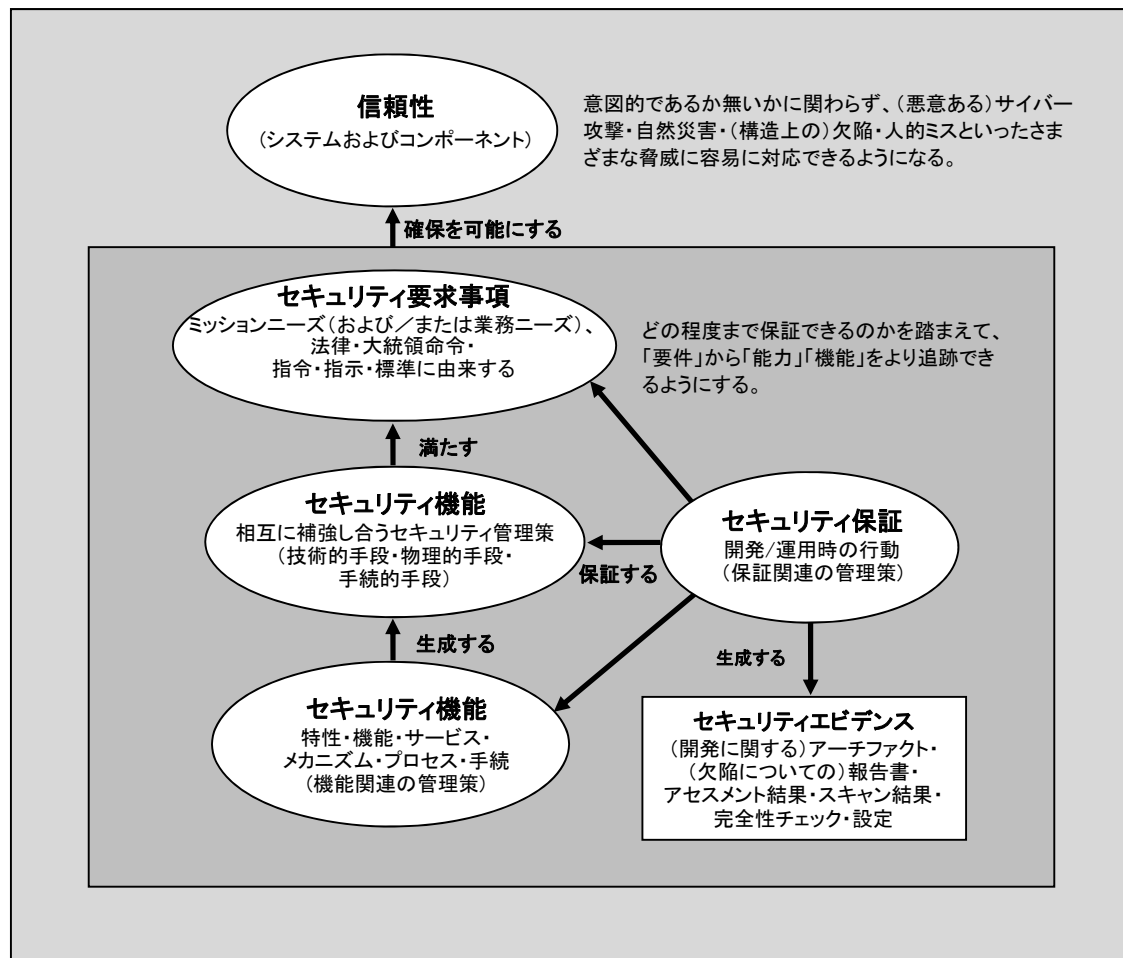 信頼性
(システムおよびコンポーネント)
意図的であるか無いかに関わらず、(悪意ある)サイバー
攻撃・自然災害・(構造上の)欠陥・人的ミスといったさま
ざまな脅威に容易に対応できるようになる。
確保を可能にする
セキュリティ要求事項
ミッションニーズ(および/または業務ニーズ)、
法律・大統領命令・
指令・指示・標準に由来する
どの程度まで保証できるのかを踏まえて、
「要件」から「能力」「機能」をより追跡でき
るようにする。
満たす
セキュリティ機能
相互に補強し合うセキュリティ管理策
(技術的手段・物理的手段・
手続的手段)
保証する
セキュリティ保証
開発/運用時の行動
(保証関連の管理策)
生成する
生成する
セキュリティ機能
特性・機能・サービス・
メカニズム・プロセス・手続
(機能関連の管理策)
セキュリティエビデンス
(開発に関する)アーチファクト・
(欠陥についての)報告書・
アセスメント結果・スキャン結果・
完全性チェック・設定